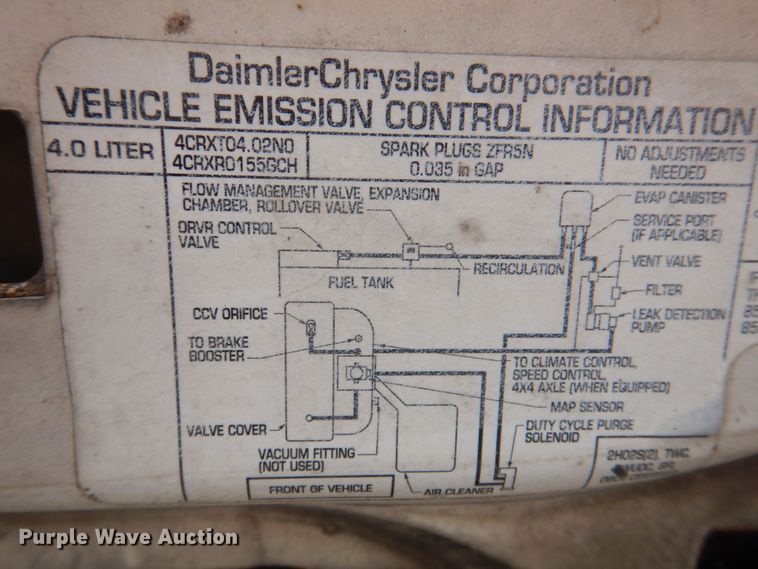 DaimlerChrysler Corporation
VEHICLE EMISSION CONTROL INFORMATION
4.0 LITER
4CRXT04.02N0
4CRXR0155GCH
SPARK PLUGS ZFR5N
0.035 in GAP
NO ADJUSTMENTS
NEEDED
FLOW MANAGEMENT VALVE, EXPANSION
CHAMBER, ROLLOVER VALVE
ORVR CONTROL
VALVE
FUEL TANK
RECIRCULATION
EVAP CANISTER
SERVICE PORT
(IF APPLICABLE)
VENT VALVE
FILTER
LEAK DETECTION
PUMP
CCV ORIFICE
TO BRAKE
BOOSTER
TO CLIMATE CONTROL,
SPEED CONTROL,
4X4 AXLE (WHEN EQUIPPED)
MAP SENSOR
VALVE COVER
DUTY CYCLE PURGE
SOLENOID
VACUUM FITTING
(NOT USED)
FRONT OF VEHICLE
AIR CLEANER
2HO2S(2), TWC,
Purple Wave Auction